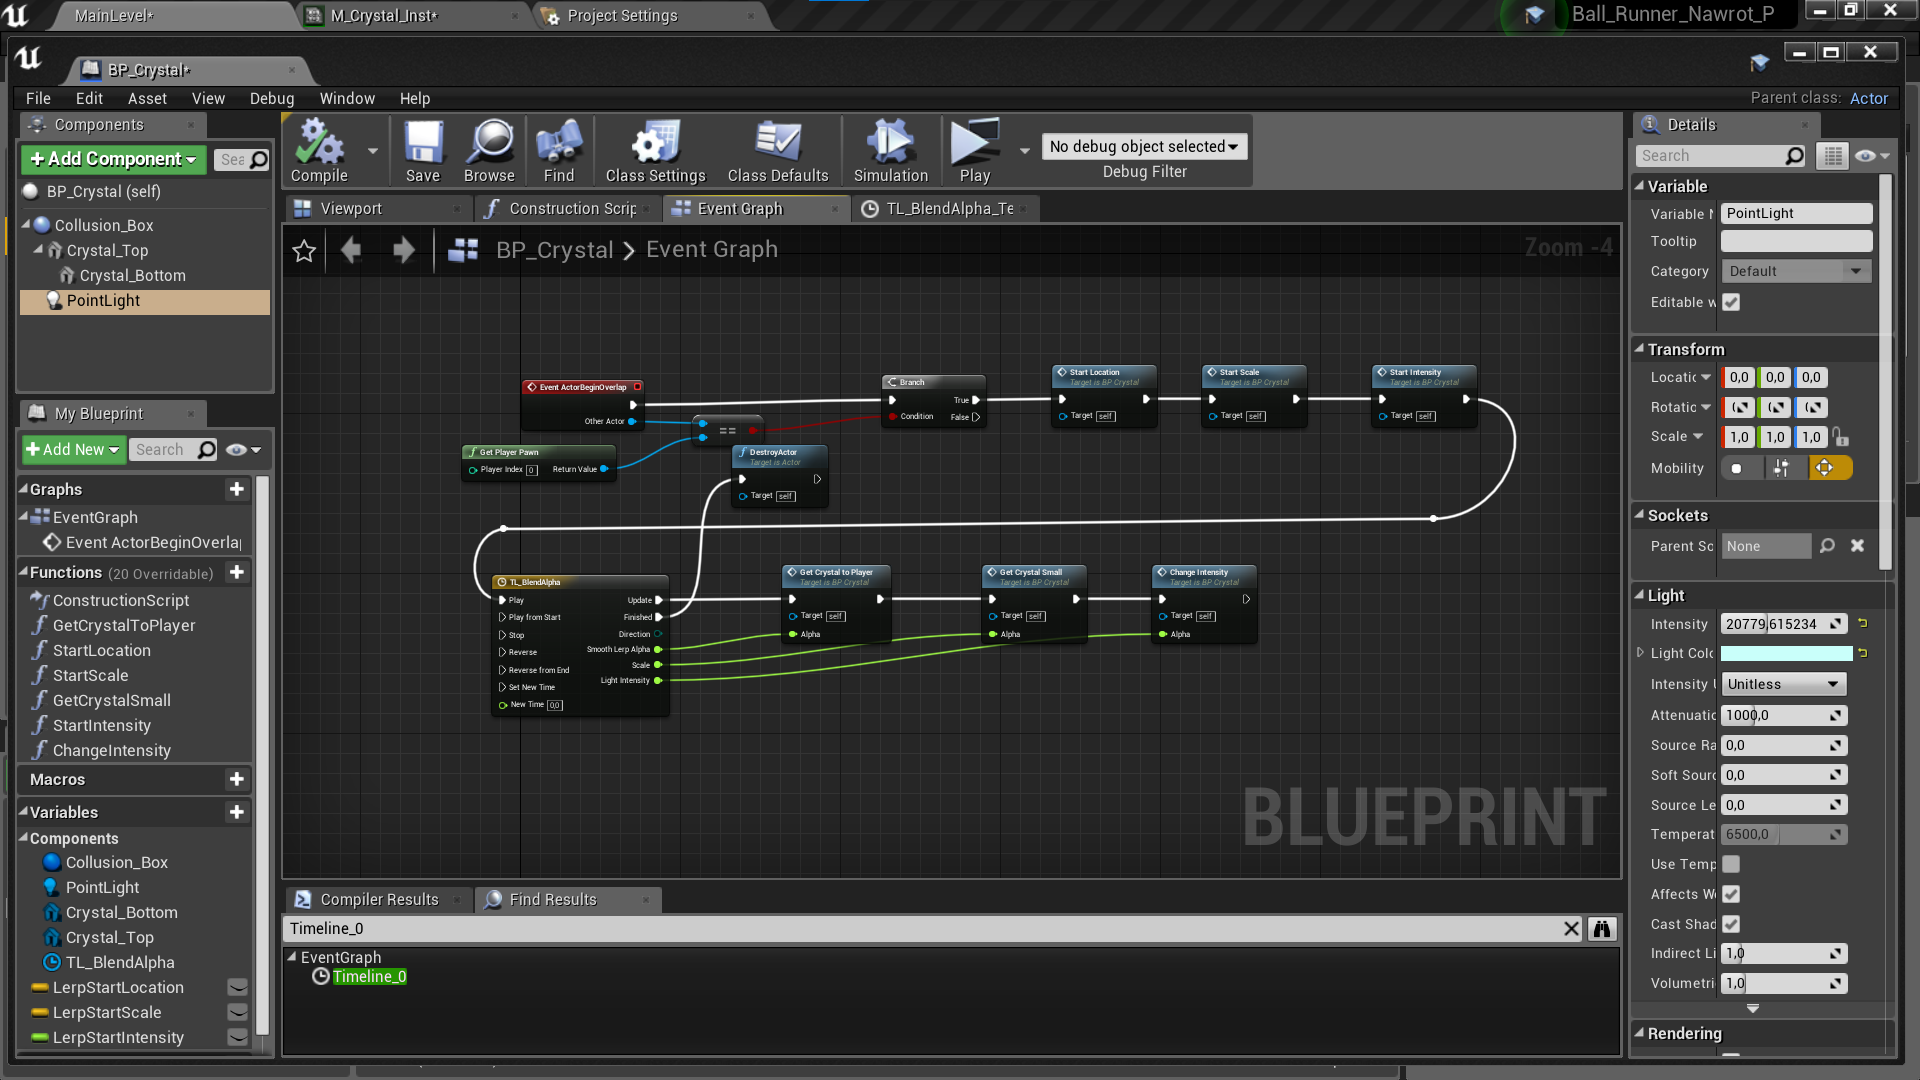 MainLevel*
M_Crystal_Inst*
Project Settings
Ball_Runner_Nawrot_P
BP_Crystal*
File Edit Asset View Debug Window Help
Parent class: Actor
Components
+Add Component
Sea
BP_Crystal (self)
Collusion_Box
Crystal_Top
Crystal_Bottom
PointLight
My Blueprint
+Add New
Search
Graphs
EventGraph
Event ActorBeginOverla
Functions (20 Overridable)
ConstructionScript
GetCrystalToPlayer
StartLocation
StartScale
GetCrystalSmall
StartIntensity
ChangeIntensity
Macros
Variables
Components
Collusion_Box
PointLight
Crystal_Bottom
Crystal_Top
TL_BlendAlpha
LerpStartLocation
LerpStartScale
LerpStartIntensity
Compile
Save
Browse
Find
Class Settings
Class Defaults
Simulation
Play
No debug object selected
Debug Filter
Viewport
Construction Scrip
Event Graph
TL_BlendAlpha_Te
BP_Crystal > Event Graph
Zoom -4
Event ActorBeginOverlap
Other Actor
Get Player Pawn
Player Index 0
Return Value
==
DestroyActor
Target is Actor
Target self
Branch
True
Condition
False
Start Location
Target is BP Crystal
Target self
Start Scale
Target is BP Crystal
Target self
Start Intensity
Target is BP Crystal
Target self
TL_BlendAlpha
Play
Update
Play from Start
Finished
Stop
Direction
Reverse
Smooth Lerp Alpha
Reverse from End
Scale
Set New Time
Light Intensity
New Time 0,0
Get Crystal to Player
Target is BP Crystal
Target self
Alpha
Get Crystal Small
Target is BP Crystal
Target self
Alpha
Change Intensity
Target is BP Crystal
Target self
Alpha
BLUEPRINT
Compiler Results
Find Results
Timeline_0
EventGraph
Timeline_0
Details
Search
Variable
Variable N PointLight
Tooltip
Category Default
Editable w
Transform
Locatic 0,0 0,0 0,0
Rotatio
Scale 1,0 1,0 1,0
Mobility
Sockets
Parent Sc None
Light
Intensity 20779,615234
Light Colc
Intensity U Unitless
Attenuatic 1000,0
Source Ra 0,0
Soft Sourc 0,0
Source Le 0,0
Temperat 6500,0
Use Temp
Affects Wo
Cast Shad
Indirect Li 1,0
Volumetri 1,0
Rendering